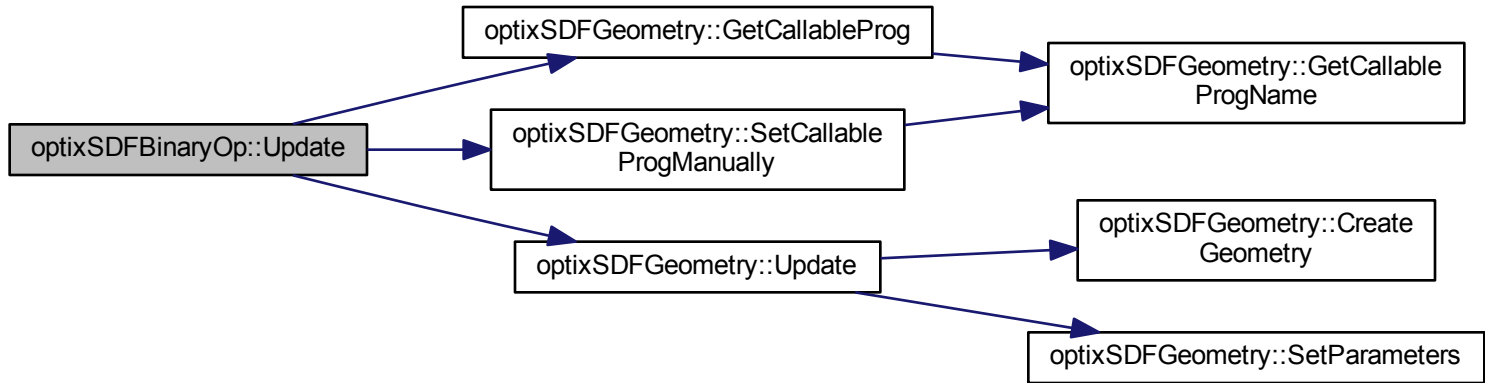 optixSDFBinaryOp::Update
optixSDFGeometry::GetCallableProg
optixSDFGeometry::SetCallable
ProgManually
optixSDFGeometry::Update
optixSDFGeometry::GetCallable
ProgName
optixSDFGeometry::Create
Geometry
optixSDFGeometry::SetParameters